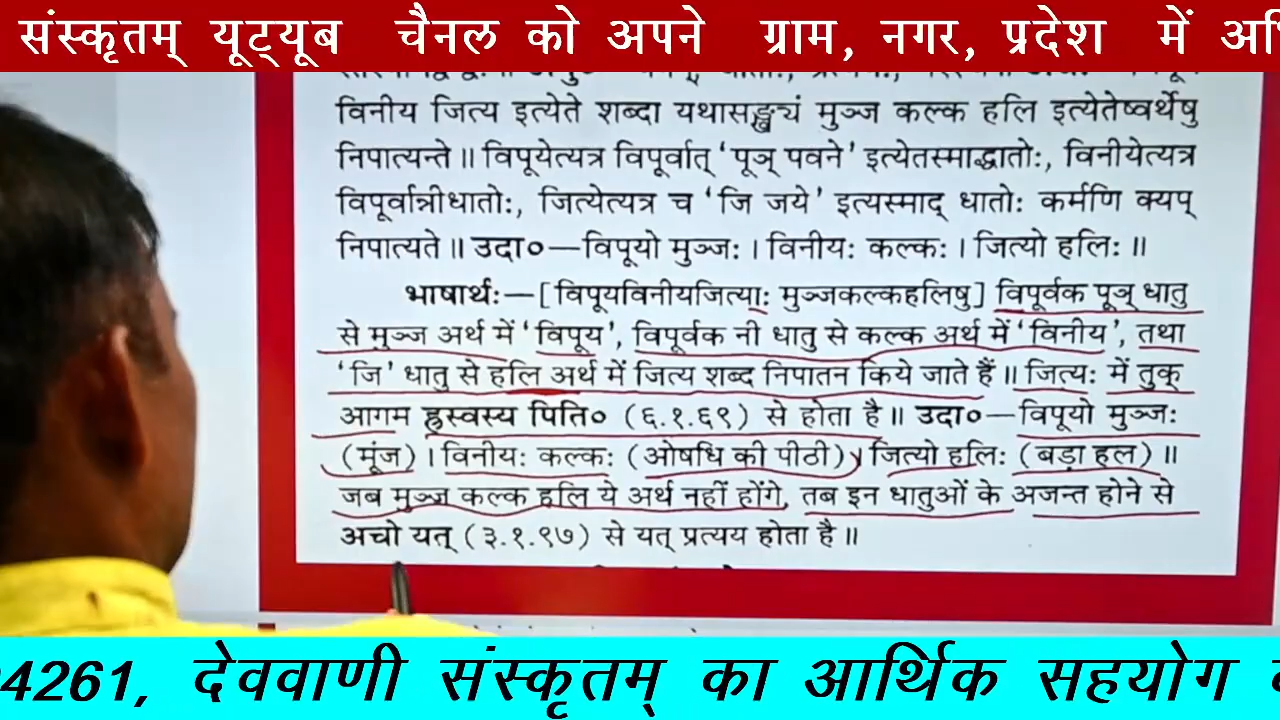 संस्कृतम् यूट्यूब चैनल को अपने ग्राम, नगर, प्रदेश में
विनीय जित्य इत्येते शब्दा यथासङ्ख्यं मुञ्ज कल्क हलि इत्येतेष्वर्थेषु
निपात्यन्ते ॥ विपूयेत्यत्र विपूर्वात् 'पूञ् पवने' इत्येतस्माद्धातोः, विनीयेत्यत्र
विपूर्वान्नीधातोः, जित्येत्यत्र च 'जि जये' इत्यस्माद् धातोः कर्मणि क्यप्
निपात्यते ॥ उदा०—विपूयो मुञ्जः । विनीयः कल्कः । जित्यो हलिः ॥
भाषार्थः—[विपूयविनीयजित्याः मुञ्जकल्कहलिषु] विपूर्वक पूञ् धातु
से मुञ्ज अर्थ में 'विपूय', विपूर्वक नी धातु से कल्क अर्थ में 'विनीय', तथा
'जि' धातु से हलि अर्थ में जित्य शब्द निपातन किये जाते हैं ॥ जित्यः में तुक्
आगम ह्रस्वस्य पिति० (६.१.६९) से होता है ॥ उदा०—विपूयो मुञ्जः
(मूंज) । विनीयः कल्कः (ओषधि की पीठी) जित्यो हलिः (बड़ा हल) ॥
जब मुञ्ज कल्क हलि ये अर्थ नहीं होंगे, तब इन धातुओं के अजन्त होने से
अचो यत् (३.१.९७) से यत् प्रत्यय होता है ॥
4261, देववाणी संस्कृतम् का आर्थिक सहयोग